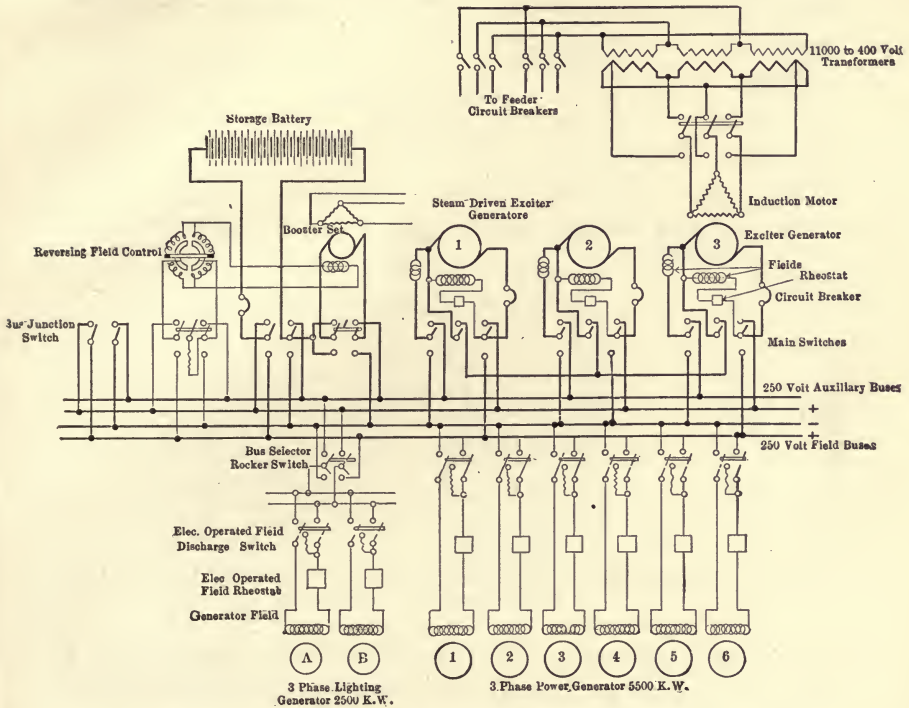 11000 to 400 Volt
Transformers
To Feeder
Circuit Breakers
Storage Battery
Induction Motor
Steam Driven Exciter
Generators
Booster Set
Reversing Field Control
1
2
3
Exciter Generator
Fields
Rheostat
Circuit Breaker
Bus Junction
Switch
Main Switches
250 Volt Auxiliary Buses
+
−
−
+
250 Volt Field Buses
Bus Selector
Rocker Switch
Elec. Operated Field
Discharge Switch
Elec Operated
Field Rheostat
Generator Field
A
B
1
2
3
4
5
6
3 Phase Lighting
Generator 2500 K.W.
3 Phase Power Generator 5500 K.W.